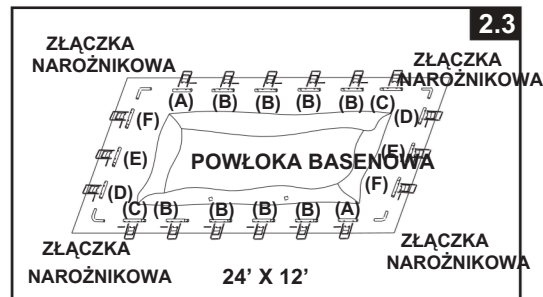 2.3
ZŁĄCZKA
NAROŻNIKOWA
ZŁĄCZKA
NAROŻNIKOWA
(A) (B) (B) (B) (B) (C)
(F) (D)
(E) POWŁOKA BASENOWA (E)
(D) (F)
(C) (B) (B) (B) (B) (A)
ZŁĄCZKA
NAROŻNIKOWA
24' X 12'
ZŁĄCZKA
NAROŻNIKOWA